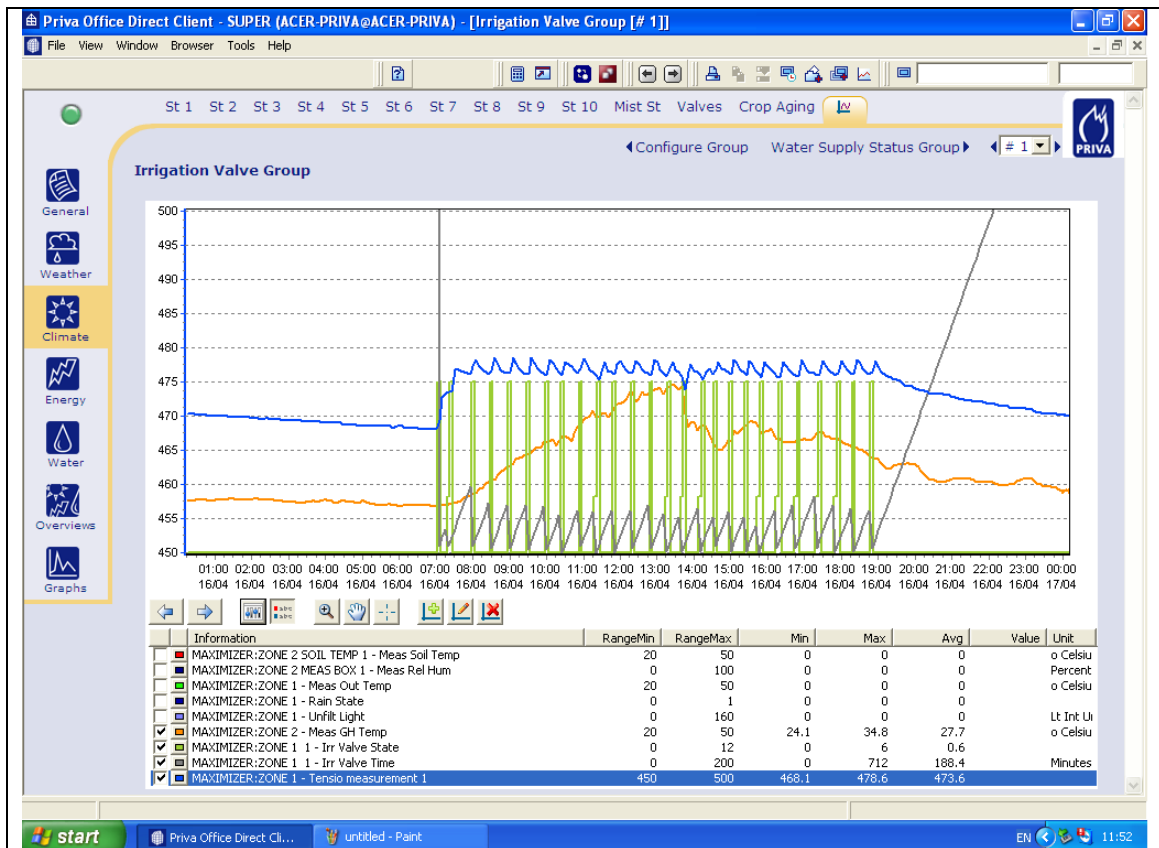 Priva Office Direct Client - SUPER (ACER-PRIVA@ACER-PRIVA) - [Irrigation Valve Group [# 1]]
File View Window Browser Tools Help
St 1 St 2 St 3 St 4 St 5 St 6 St 7 St 8 St 9 St 10 Mist St Valves Crop Aging
Configure Group Water Supply Status Group # 1
PRIVA
Irrigation Valve Group
General
Weather
Climate
Energy
Water
Overviews
Graphs
500
495
490
485
480
475
470
465
460
455
450
01:00 02:00 03:00 04:00 05:00 06:00 07:00 08:00 09:00 10:00 11:00 12:00 13:00 14:00 15:00 16:00 17:00 18:00 19:00 20:00 21:00 22:00 23:00 00:00
16/04 16/04 16/04 16/04 16/04 16/04 16/04 16/04 16/04 16/04 16/04 16/04 16/04 16/04 16/04 16/04 16/04 16/04 16/04 16/04 16/04 16/04 16/04 17/04
Information RangeMin RangeMax Min Max Avg Value Unit
MAXIMIZER:ZONE 2 SOIL TEMP 1 - Meas Soil Temp 20 50 0 0 0 o Celsiu
MAXIMIZER:ZONE 2 MEAS BOX 1 - Meas Rel Hum 0 100 0 0 0 Percent
MAXIMIZER:ZONE 1 - Meas Out Temp 20 50 0 0 0 o Celsiu
MAXIMIZER:ZONE 1 - Rain State 0 1 0 0 0
MAXIMIZER:ZONE 1 - Unfilt Light 0 160 0 0 0 Lt Int Ui
MAXIMIZER:ZONE 2 - Meas GH Temp 20 50 24.1 34.8 27.7 o Celsiu
MAXIMIZER:ZONE 1 1 - Irr Valve State 0 12 0 6 0.6
MAXIMIZER:ZONE 1 1 - Irr Valve Time 0 200 0 712 188.4 Minutes
MAXIMIZER:ZONE 1 - Tensio measurement 1 450 500 468.1 478.6 473.6
start Priva Office Direct Cli... untitled - Paint EN 11:52